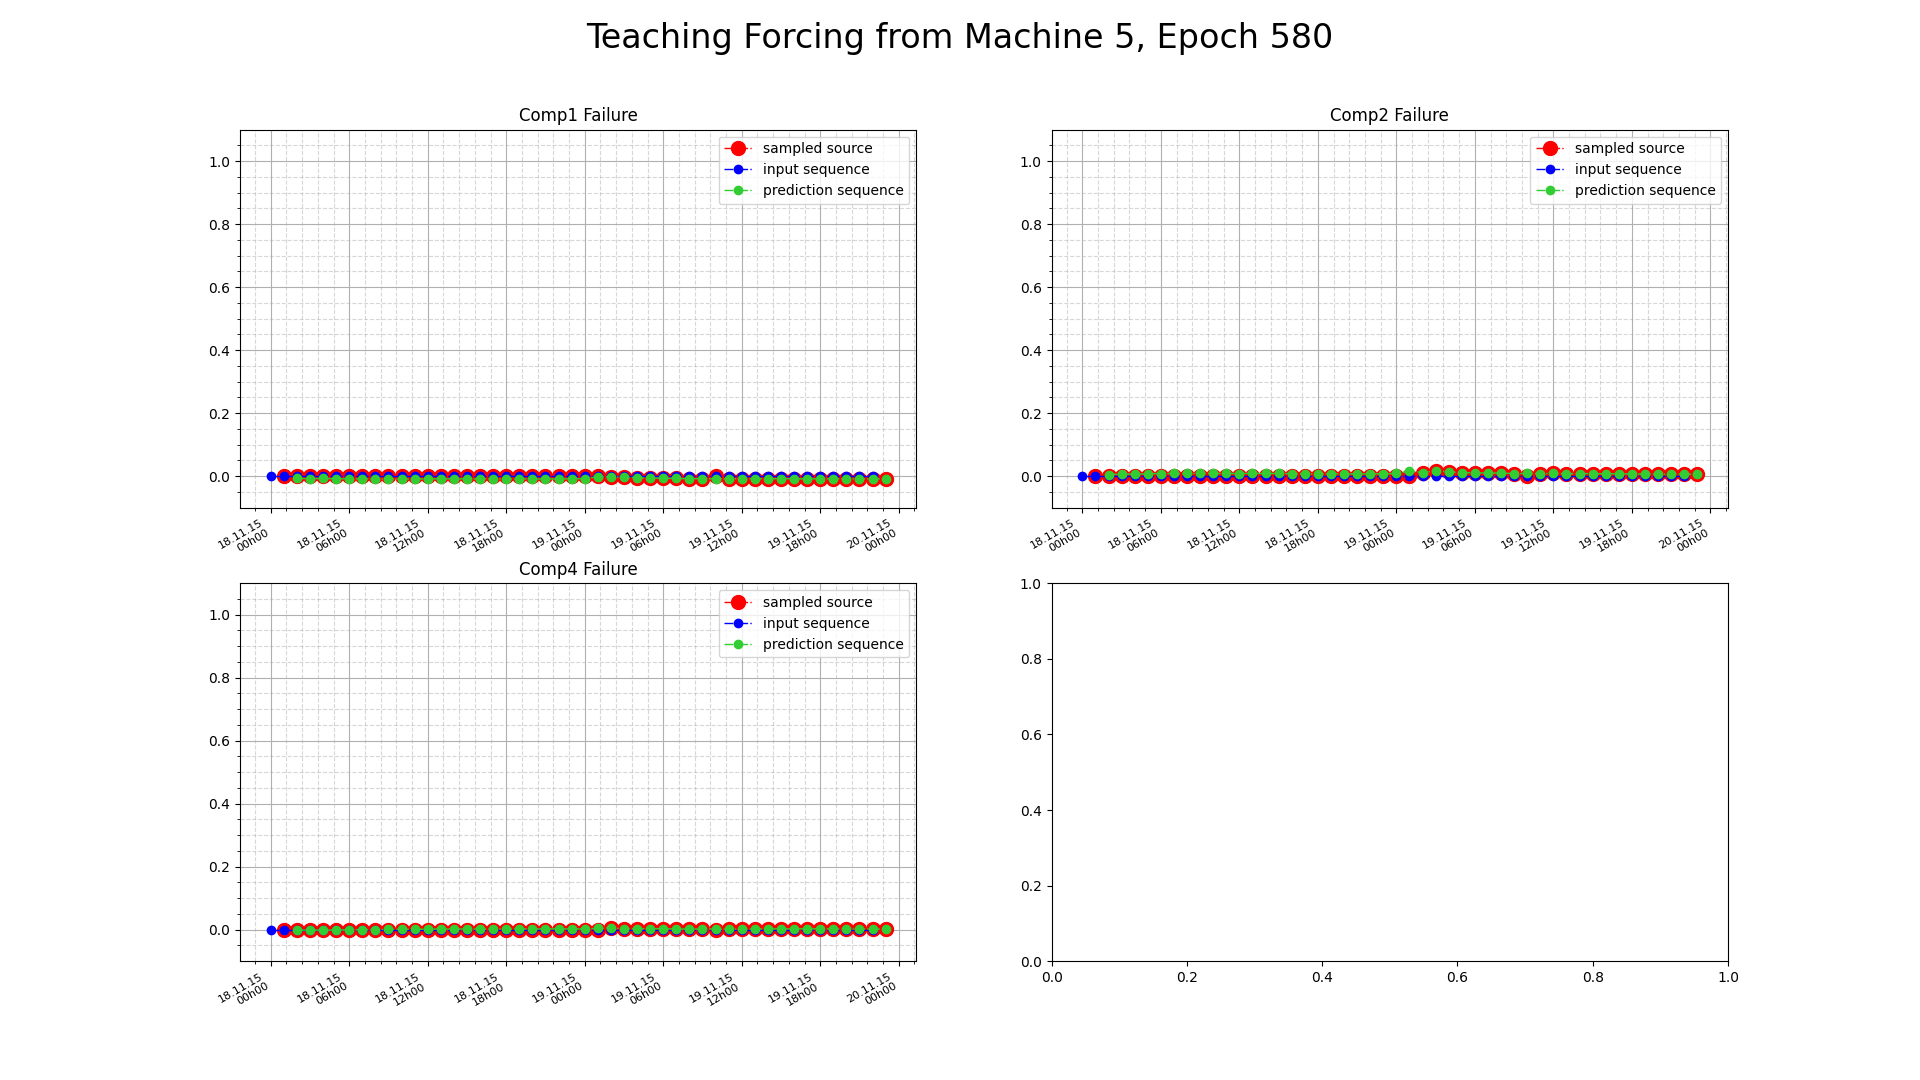 Teaching Forcing from Machine 5, Epoch 580
Comp1 Failure
1.0
0.8
0.6
0.4
0.2
0.0
sampled source
input sequence
prediction sequence
18.11.15
00h00
18.11.15
06h00
18.11.15
12h00
18.11.15
18h00
19.11.15
00h00
19.11.15
06h00
19.11.15
12h00
19.11.15
18h00
20.11.15
00h00
Comp2 Failure
1.0
0.8
0.6
0.4
0.2
0.0
sampled source
input sequence
prediction sequence
18.11.15
00h00
18.11.15
06h00
18.11.15
12h00
18.11.15
18h00
19.11.15
00h00
19.11.15
06h00
19.11.15
12h00
19.11.15
18h00
20.11.15
00h00
Comp4 Failure
1.0
0.8
0.6
0.4
0.2
0.0
sampled source
input sequence
prediction sequence
18.11.15
00h00
18.11.15
06h00
18.11.15
12h00
18.11.15
18h00
19.11.15
00h00
19.11.15
06h00
19.11.15
12h00
19.11.15
18h00
20.11.15
00h00
1.0
0.8
0.6
0.4
0.2
0.0
0.0 0.2 0.4 0.6 0.8 1.0